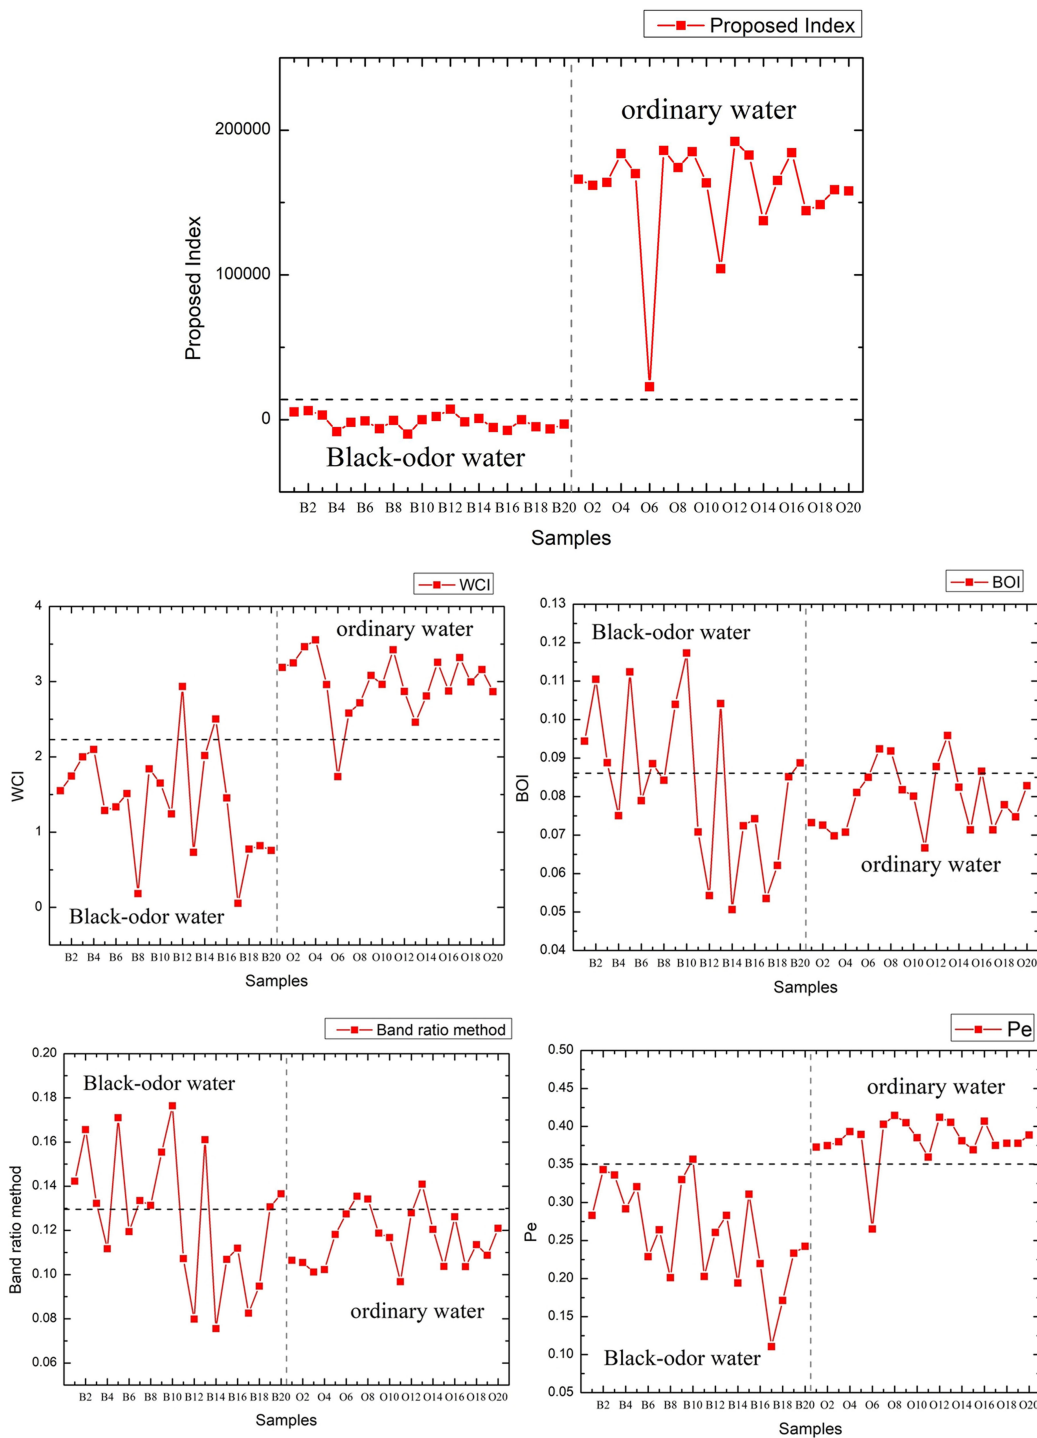 Proposed Index
ordinary water
200000
100000
0
Proposed Index
Black-odor water
B2 B4 B6 B8 B10 B12 B14 B16 B18 B20 O2 O4 O6 O8 O10 O12 O14 O16 O18 O20
Samples
WCI
ordinary water
4
3
2
1
0
WCI
Black-odor water
B2 B4 B6 B8 B10 B12 B14 B16 B18 B20 O2 O4 O6 O8 O10 O12 O14 O16 O18 O20
Samples
BOI
Black-odor water
0.13
0.12
0.11
0.10
0.09
0.08
0.07
0.06
0.05
0.04
BOI
ordinary water
B2 B4 B6 B8 B10 B12 B14 B16 B18 B20 O2 O4 O6 O8 O10 O12 O14 O16 O18 O20
Samples
Band ratio method
Black-odor water
0.20
0.18
0.16
0.14
0.12
0.10
0.08
0.06
Band ratio method
ordinary water
B2 B4 B6 B8 B10 B12 B14 B16 B18 B20 O2 O4 O6 O8 O10 O12 O14 O16 O18 O20
Samples
Pe
ordinary water
0.50
0.45
0.40
0.35
0.30
0.25
0.20
0.15
0.10
0.05
Pe
Black-odor water
B2 B4 B6 B8 B10 B12 B14 B16 B18 B20 O2 O4 O6 O8 O10 O12 O14 O16 O18 O20
Samples